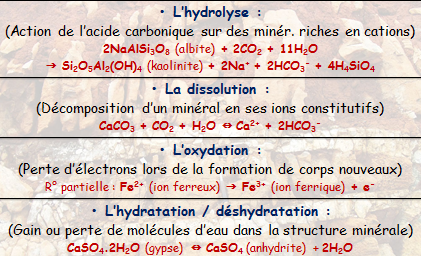 • L'hydrolyse :
(Action de l'acide carbonique sur des minér. riches en cations)
2NaAlSi₃O₈ (albite) + 2CO₂ + 11H₂O
→ Si₂O₅Al₂(OH)₄ (kaolinite) + 2Na⁺ + 2HCO₃⁻ + 4H₄SiO₄
• La dissolution :
(Décomposition d'un minéral en ses ions constitutifs)
CaCO₃ + CO₂ + H₂O ⇔ Ca²⁺ + 2HCO₃⁻
• L'oxydation :
(Perte d'électrons lors de la formation de corps nouveaux)
R° partielle : Fe²⁺ (ion ferreux) → Fe³⁺ (ion ferrique) + e⁻
• L'hydratation / déshydratation :
(Gain ou perte de molécules d'eau dans la structure minérale)
CaSO₄.2H₂O (gypse) ⇔ CaSO₄ (anhydrite) + 2H₂O